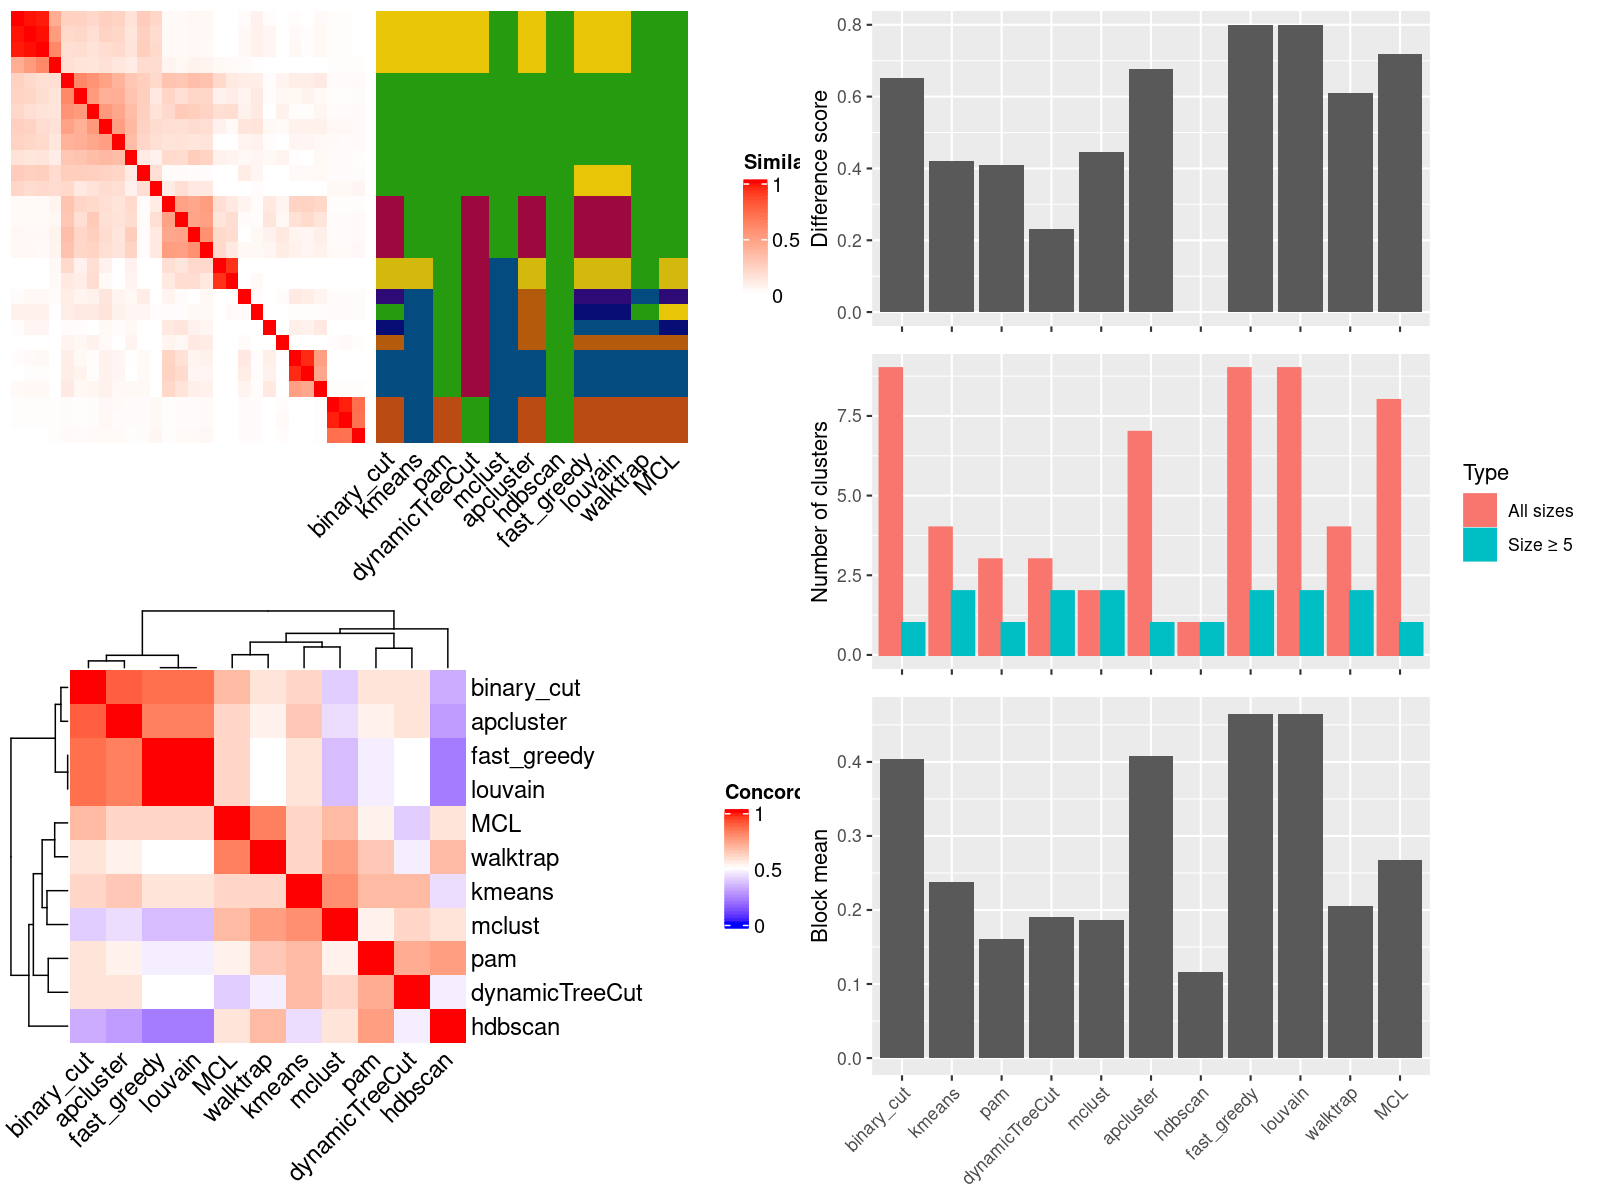 Simila
1
0.5
0
binary_cut
kmeans
pam
dynamicTreeCut
mclust
apcluster
hdbscan
fast_greedy
louvain
walktrap
MCL
binary_cut
apcluster
fast_greedy
louvain
MCL
walktrap
kmeans
mclust
pam
dynamicTreeCut
hdbscan
binary_cut
apcluster
fast_greedy
louvain
MCL
walktrap
kmeans
mclust
pam
dynamicTreeCut
hdbscan
Concord
1
0.5
0
Difference score
0.8
0.6
0.4
0.2
0.0
Number of clusters
7.5
5.0
2.5
0.0
Type
All sizes
Size ≥ 5
Block mean
0.4
0.3
0.2
0.1
0.0
binary_cut
kmeans
pam
dynamicTreeCut
mclust
apcluster
hdbscan
fast_greedy
louvain
walktrap
MCL